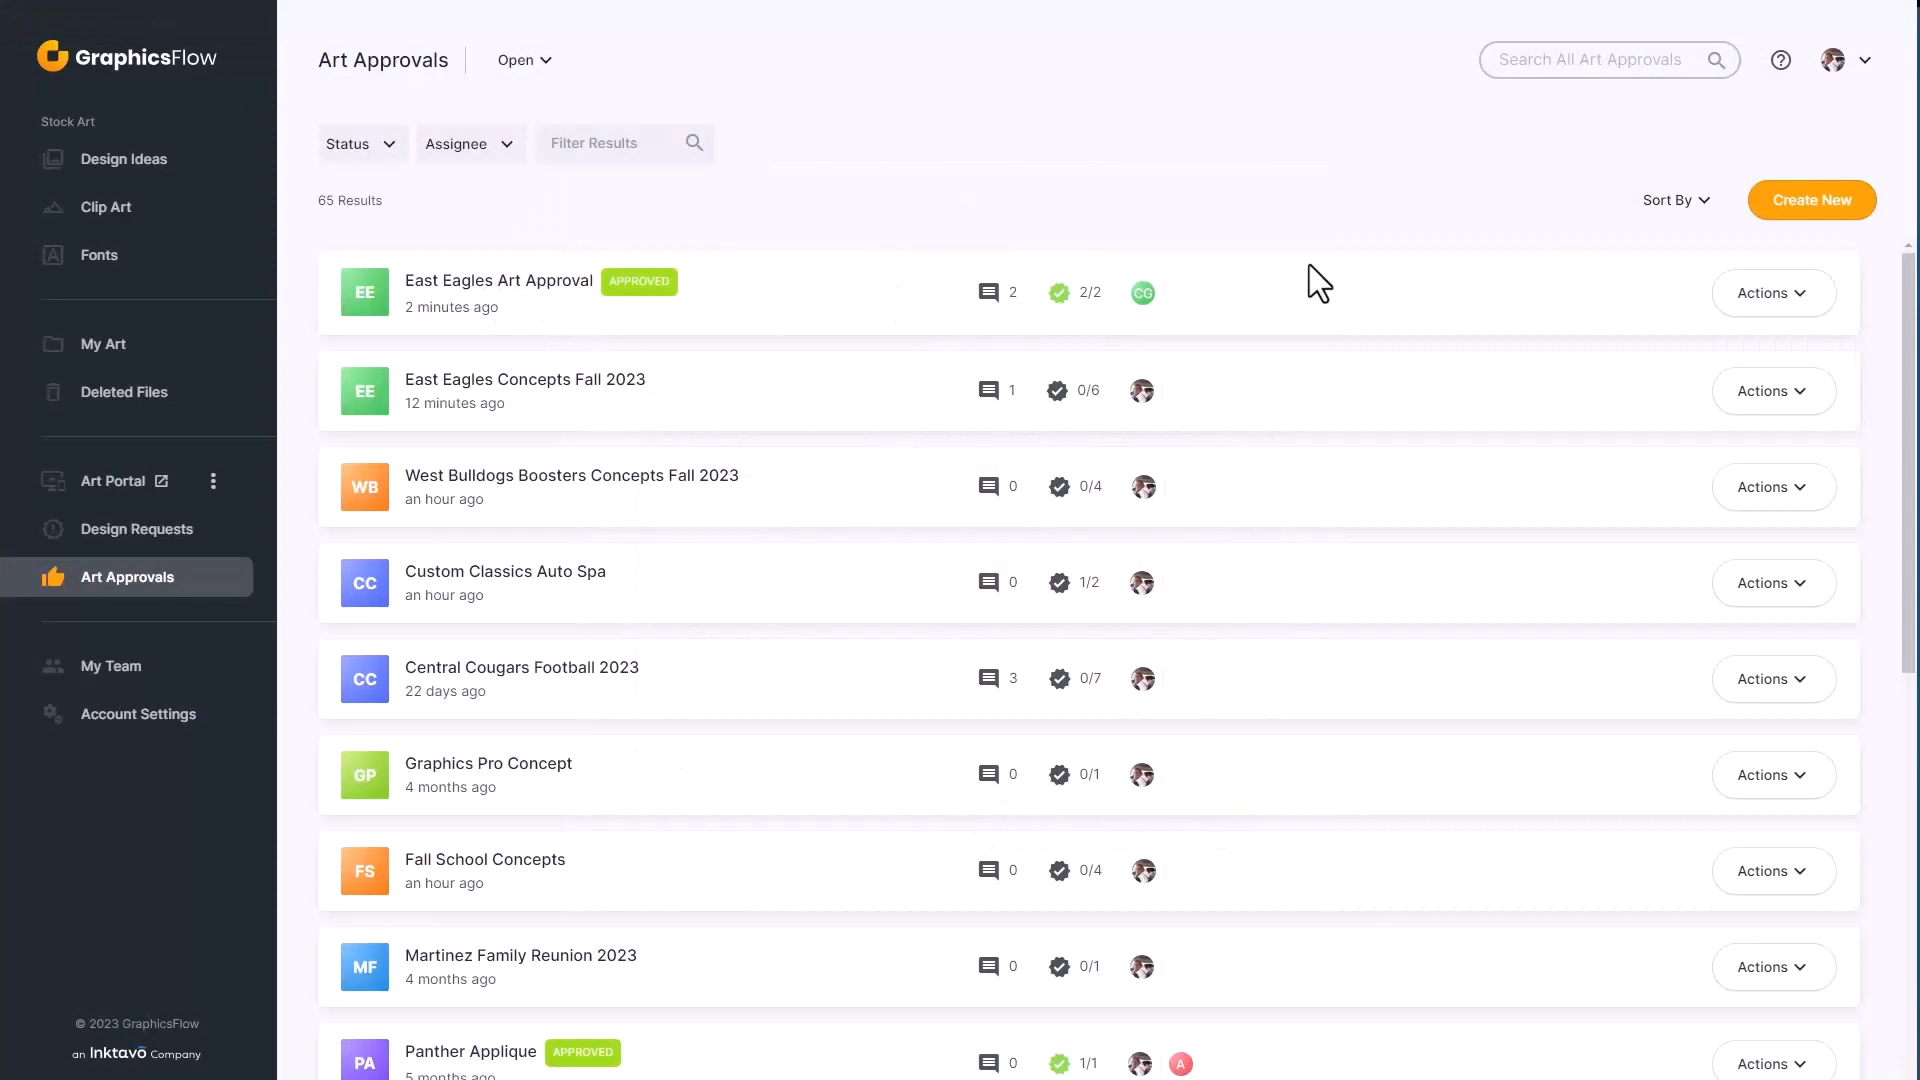 GraphicsFlow
Art Approvals
Open
Search All Art Approvals
Stock Art
Design Ideas
Clip Art
Fonts
My Art
Deleted Files
Art Portal
Design Requests
Art Approvals
My Team
Account Settings
© 2023 GraphicsFlow
an Inktavo Company
Status
Assignee
Filter Results
65 Results
Sort By
Create New
EE
East Eagles Art Approval APPROVED
2 minutes ago
2
2/2
CG
Actions
EE
East Eagles Concepts Fall 2023
12 minutes ago
1
0/6
Actions
WB
West Bulldogs Boosters Concepts Fall 2023
an hour ago
0
0/4
Actions
CC
Custom Classics Auto Spa
an hour ago
0
1/2
Actions
CC
Central Cougars Football 2023
22 days ago
3
0/7
Actions
GP
Graphics Pro Concept
4 months ago
0
0/1
Actions
FS
Fall School Concepts
an hour ago
0
0/4
Actions
MF
Martinez Family Reunion 2023
4 months ago
0
0/1
Actions
PA
Panther Applique APPROVED
5 months ago
0
1/1
A
Actions